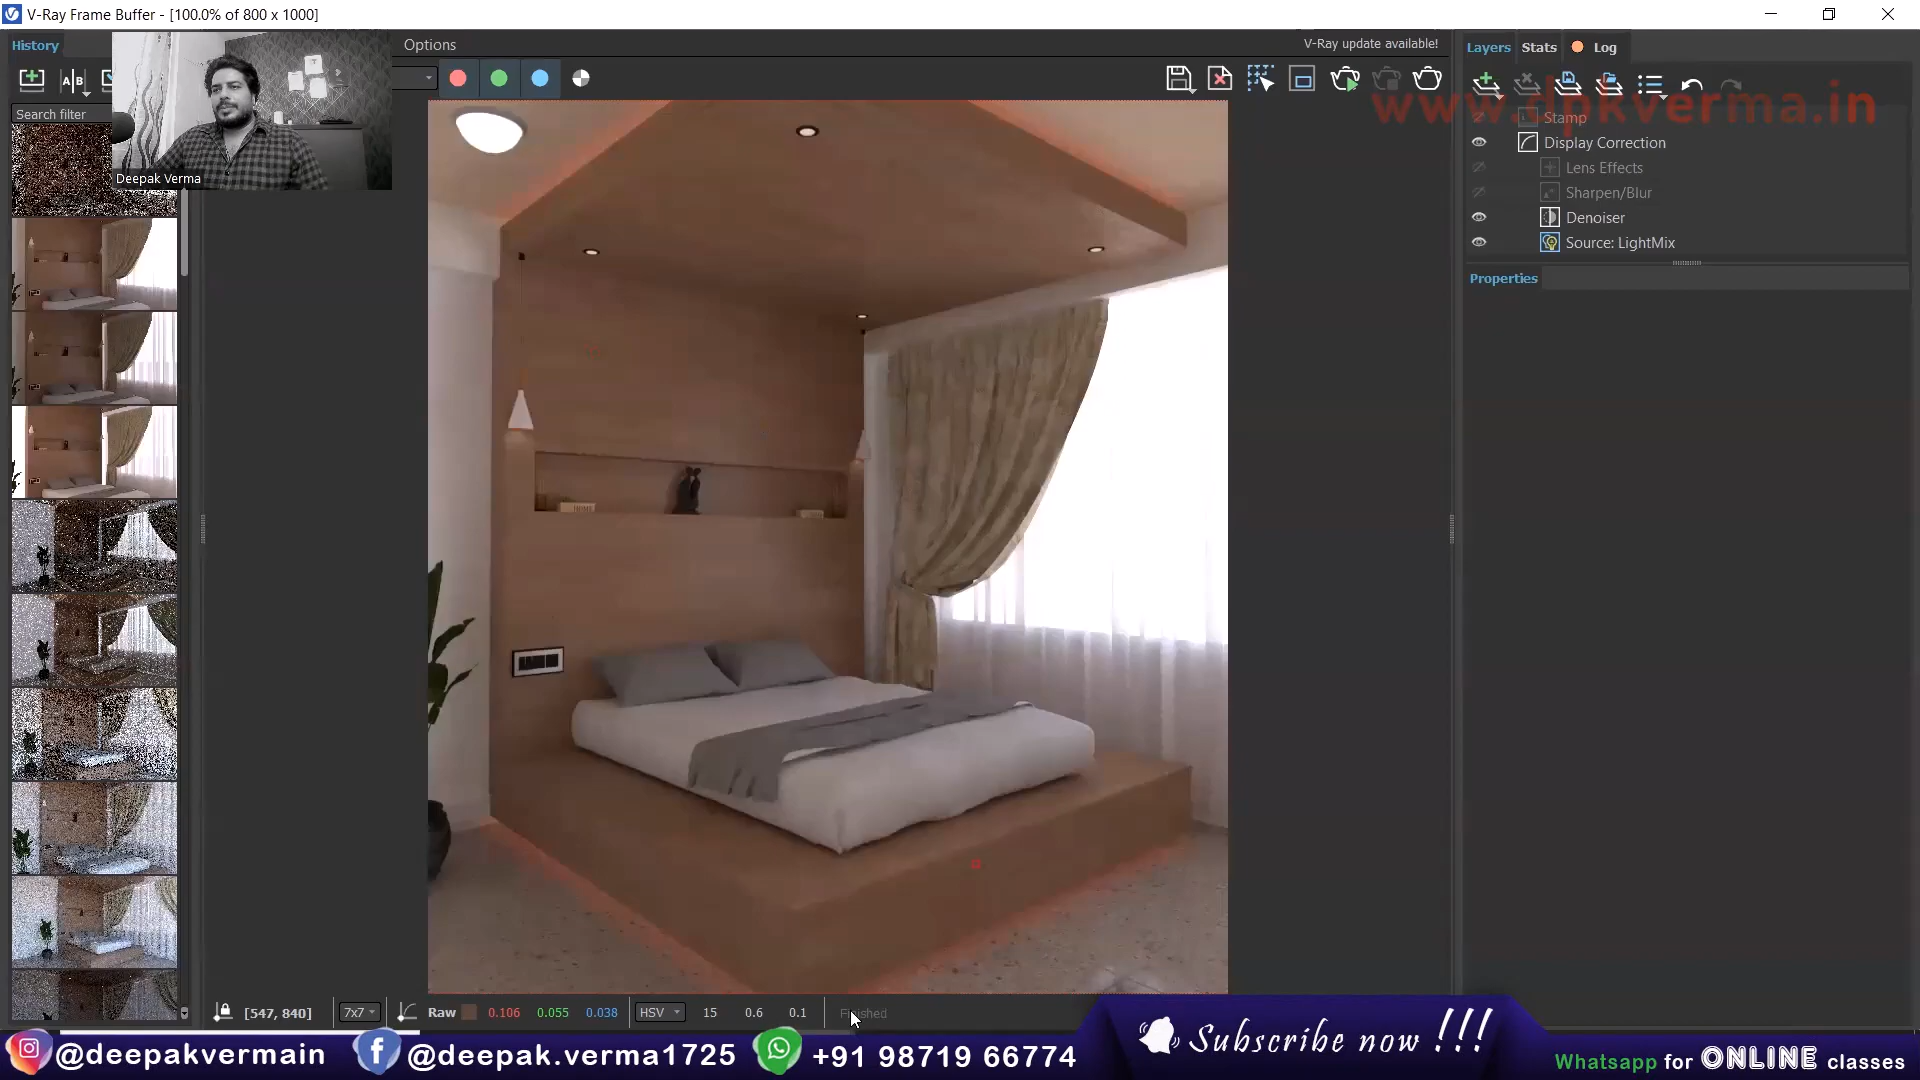 V-Ray Frame Buffer - [100.0% of 800 x 1000]
History
Options
V-Ray update available!
Layers
Stats
Log
Search filter
Deepak Verma
www.dpkverma.in
Stamp
Display Correction
Lens Effects
Sharpen/Blur
Denoiser
Source: LightMix
Properties
[547, 840]
7x7
Raw
0.106
0.055
0.038
HSV
15
0.6
0.1
Finished
@deepakvermain
@deepak.verma1725
+91 98719 66774
Subscribe now !!!
Whatsapp for ONLINE classes